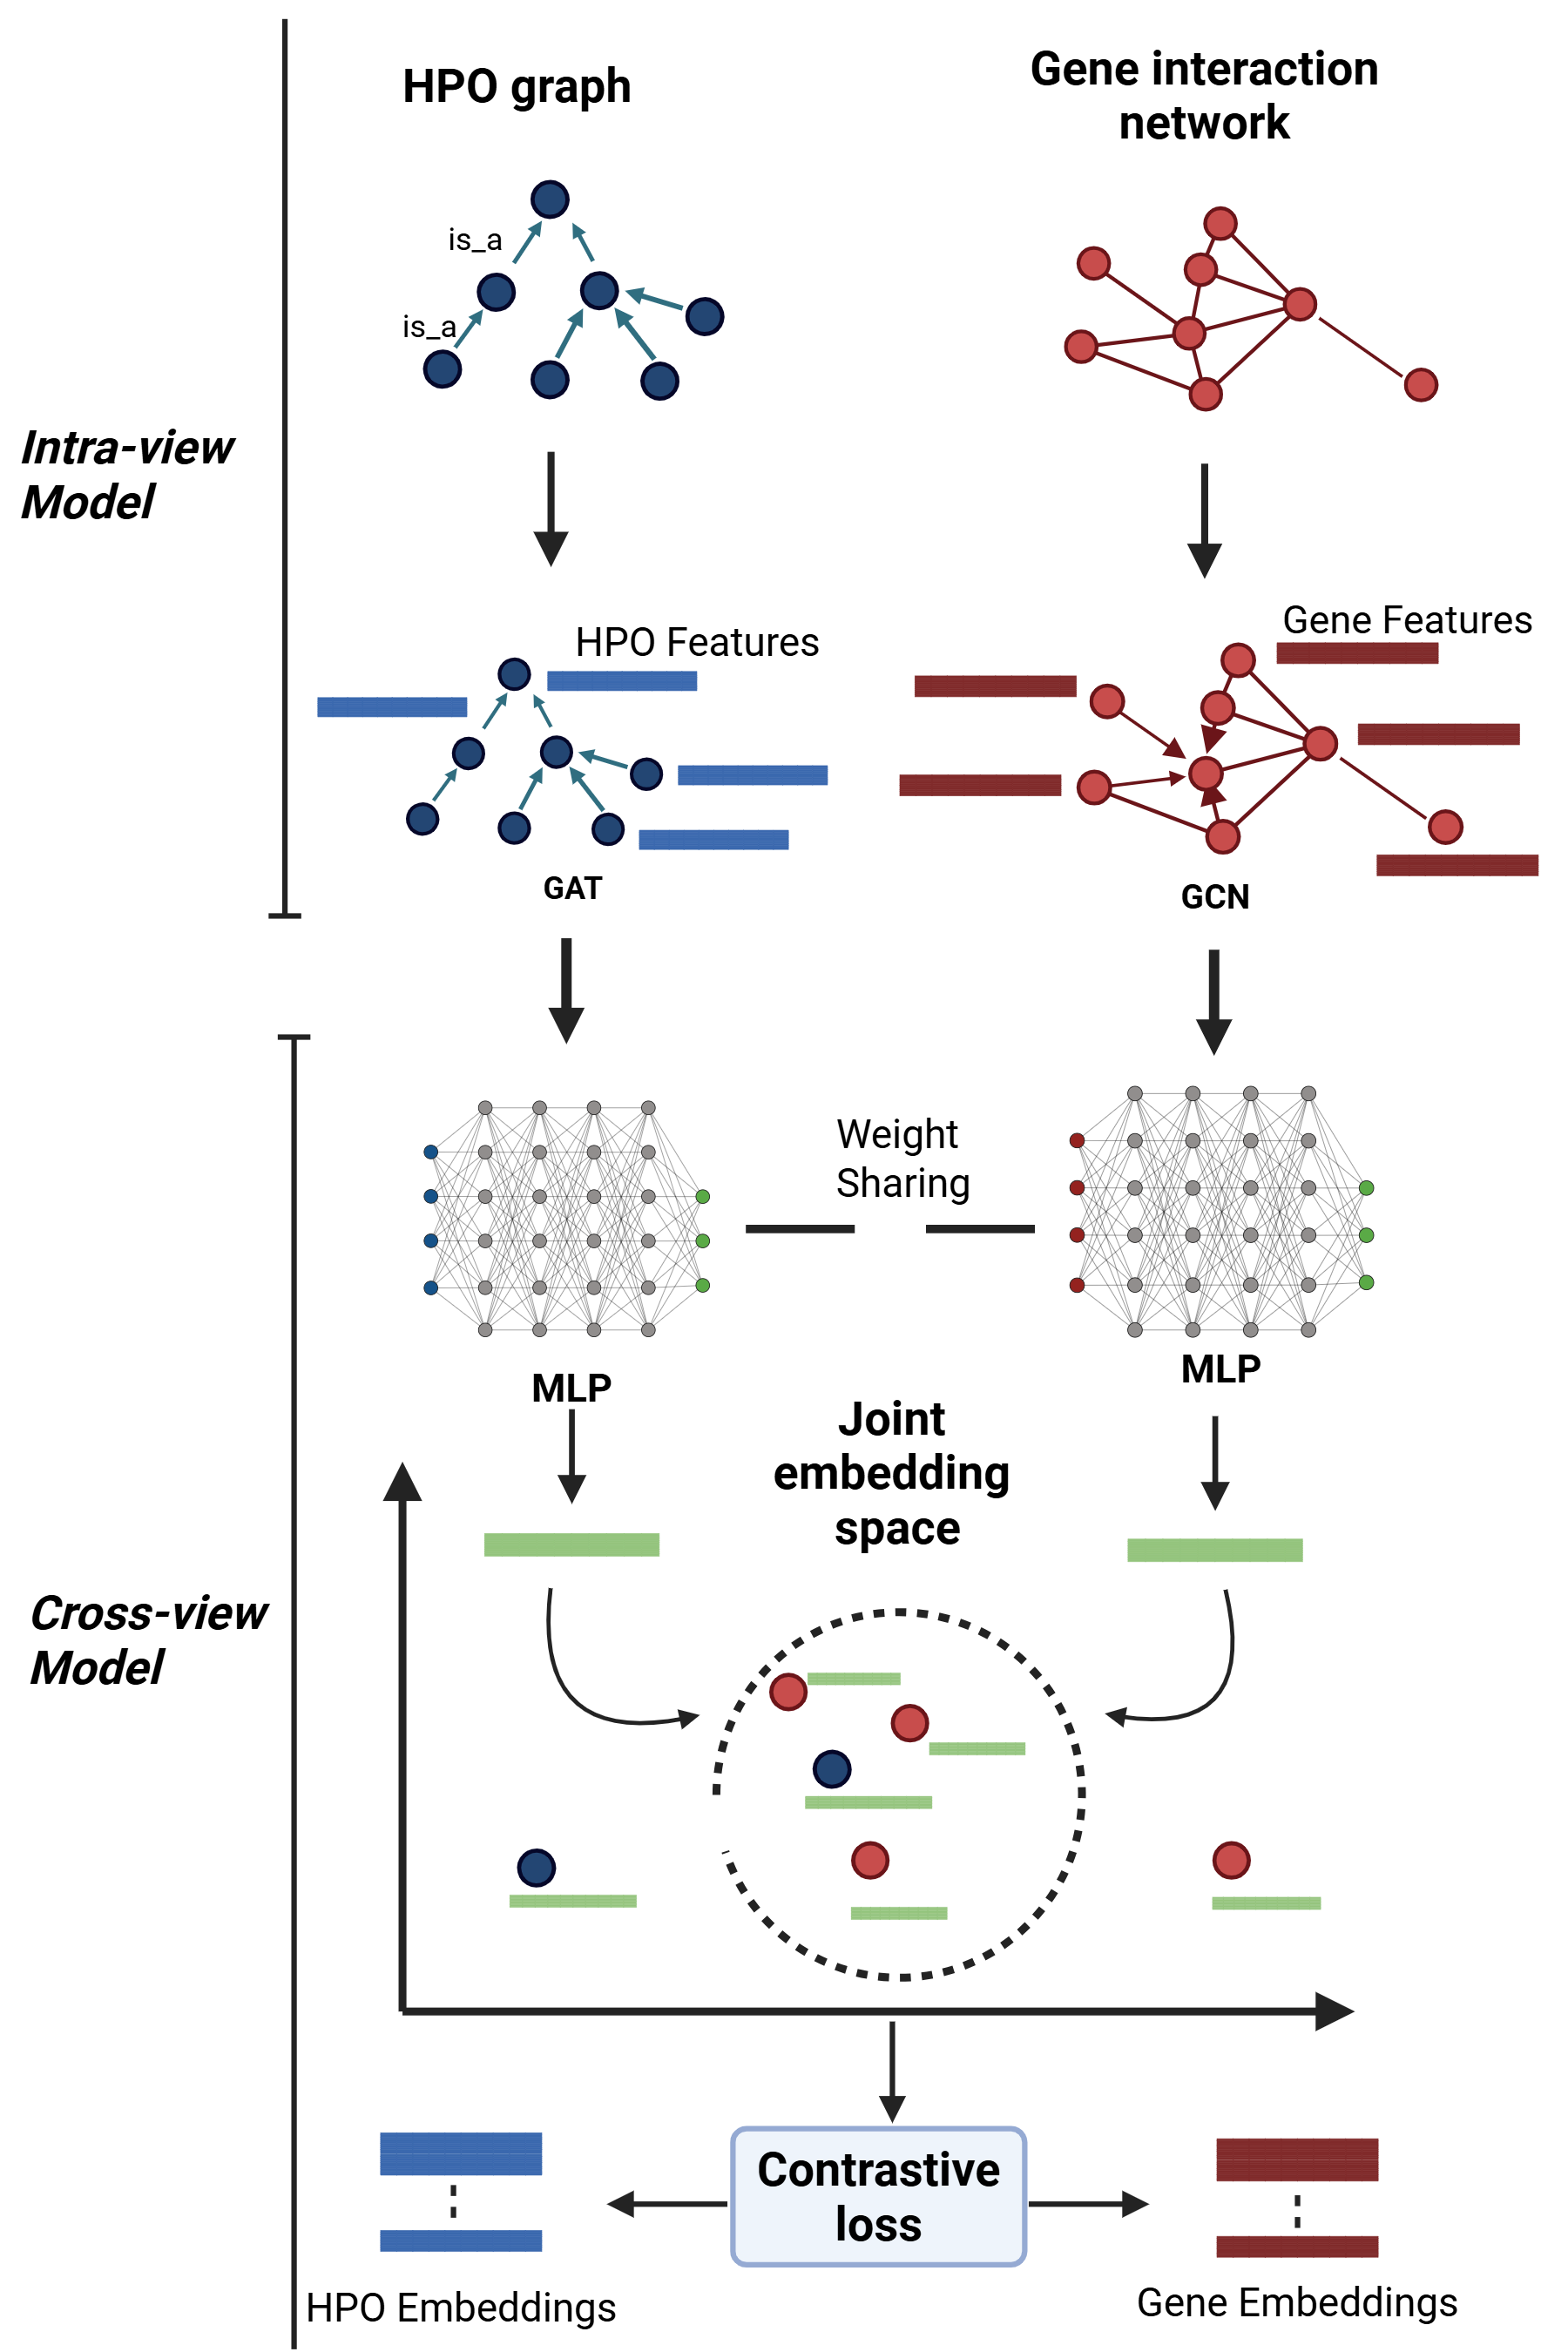 HPO graph
Gene interaction
network
is_a
is_a
Intra-view
Model
HPO Features
Gene Features
GAT
GCN
Weight
Sharing
MLP
MLP
Joint
embedding
space
Cross-view
Model
Contrastive
loss
HPO Embeddings
Gene Embeddings